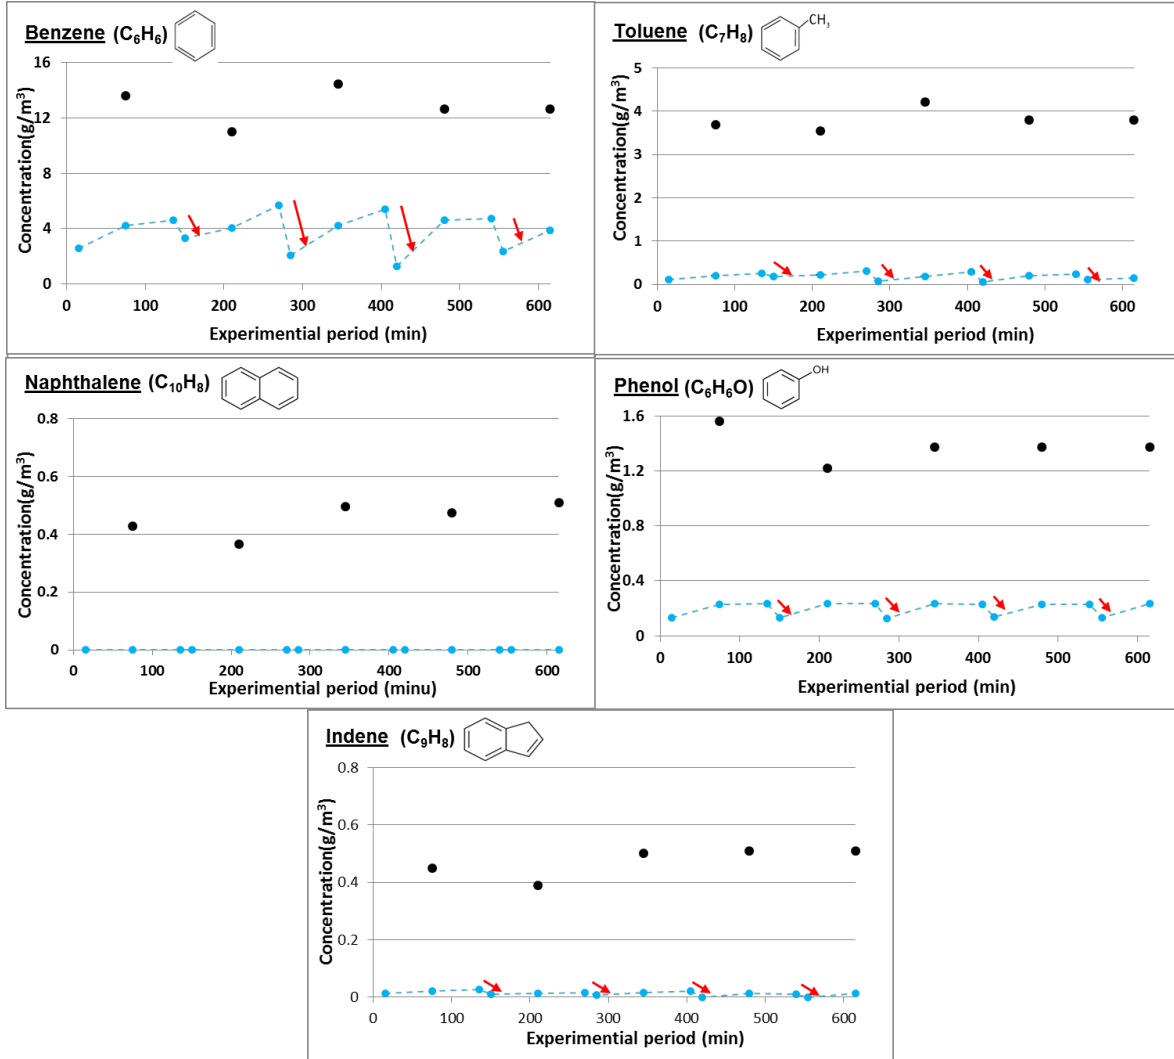 Benzene (C₆H₆)
Concentration(g/m³)
16
12
8
4
0
0 100 200 300 400 500 600
Experimental period (min)
Toluene (C₇H₈)
CH₃
Concentration(g/m³)
5
4
3
2
1
0
0 100 200 300 400 500 600
Experimental period (min)
Naphthalene (C₁₀H₈)
Concentration(g/m³)
0.8
0.6
0.4
0.2
0
0 100 200 300 400 500 600
Experimental period (minu)
Phenol (C₆H₆O)
OH
Concentration(g/m³)
1.6
1.2
0.8
0.4
0
0 100 200 300 400 500 600
Experimental period (min)
Indene (C₉H₈)
Concentration(g/m³)
0.8
0.6
0.4
0.2
0
0 100 200 300 400 500 600
Experimental period (min)